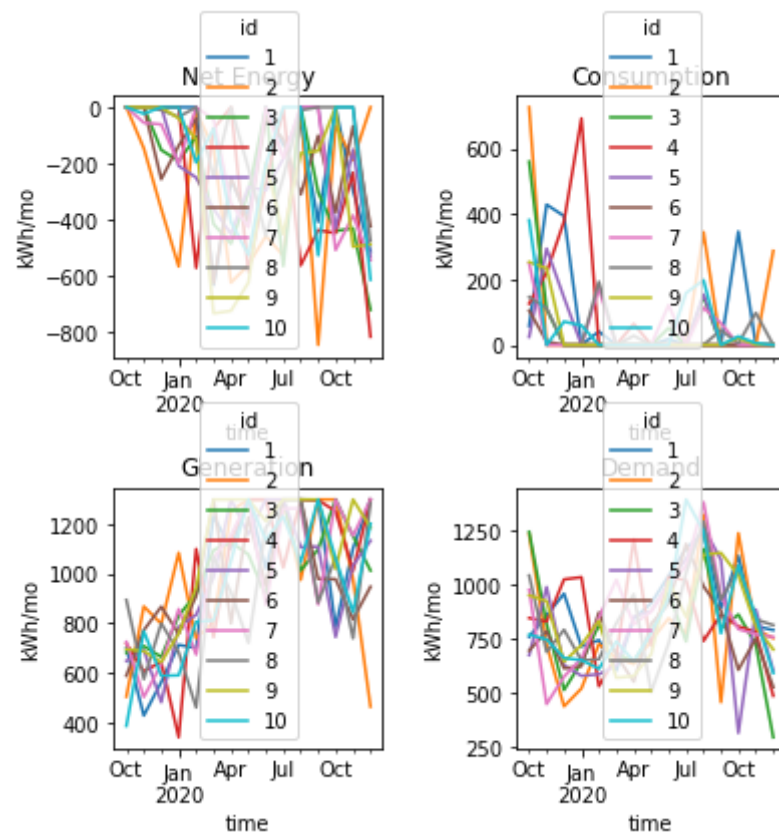 Net Energy
kWh/mo
0
−200
−400
−600
−800
Oct
Jan
2020
Apr
Jul
Oct
time
id
1
2
3
4
5
6
7
8
9
10
Consumption
kWh/mo
600
400
200
0
Oct
Jan
2020
Apr
Jul
Oct
time
id
1
2
3
4
5
6
7
8
9
10
Generation
kWh/mo
1200
1000
800
600
400
Oct
Jan
2020
Apr
Jul
Oct
time
id
1
2
3
4
5
6
7
8
9
10
Demand
kWh/mo
1250
1000
750
500
250
Oct
Jan
2020
Apr
Jul
Oct
time
id
1
2
3
4
5
6
7
8
9
10